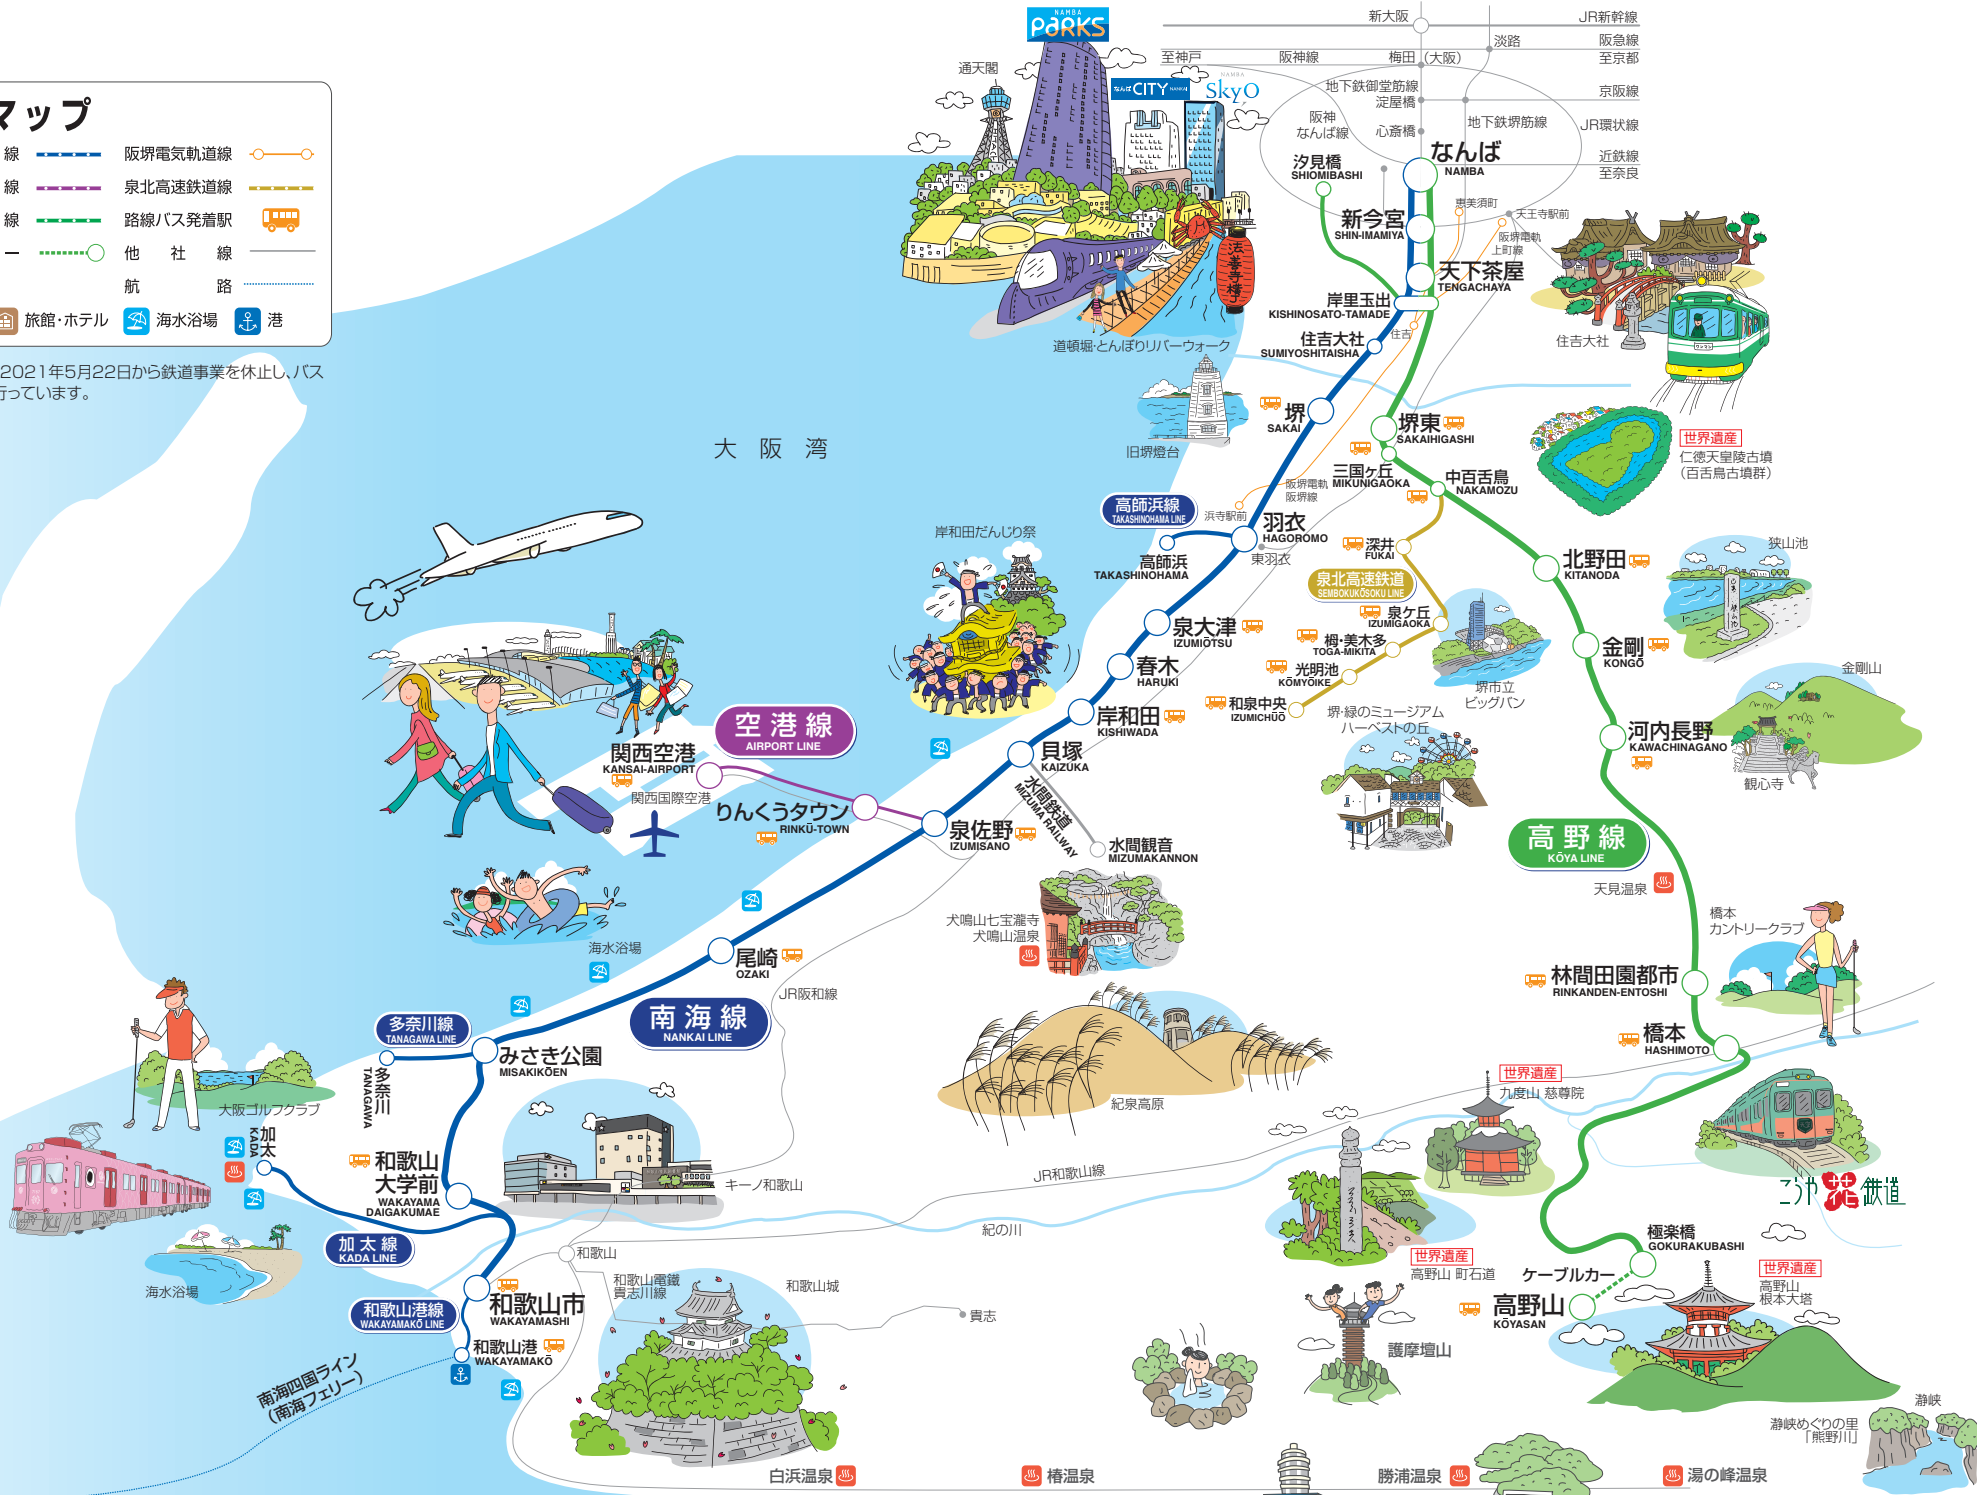 マップ
線
阪堺電気軌道線
線
泉北高速鉄道線
線
路線バス発着駅
ー
他社線
航路
旅館・ホテル
海水浴場
港
2021年5月22日から鉄道事業を休止し、バス
行っています。
NAMBA
PARKS
なんばCITY NANKAI
NAMBA
SkyO
通天閣
法善寺横
道頓堀・とんぼりリバーウォーク
新大阪
JR新幹線
淡路
阪急線
至京都
至神戸
阪神線
梅田
(大阪)
地下鉄御堂筋線
淀屋橋
京阪線
阪神
なんば線
心斎橋
地下鉄堺筋線
JR環状線
近鉄線
至奈良
汐見橋
SHIOMIBASHI
なんば
NAMBA
恵美須町
天王寺駅前
阪堺電軌
上町線
新今宮
SHIN-IMAMIYA
天下茶屋
TENGACHAYA
岸里玉出
KISHINOSATO-TAMADE
住吉大社
SUMIYOSHITAISHA
住吉
住吉大社
ワンマン
旧堺燈台
堺
SAKAI
堺東
SAKAIHIGASHI
世界遺産
仁徳天皇陵古墳
(百舌鳥古墳群)
三国ヶ丘
MIKUNIGAOKA
中百舌鳥
NAKAMOZU
大阪湾
阪堺電軌
阪堺線
浜寺駅前
高師浜線
TAKASHINOHAMA LINE
高師浜
TAKASHINOHAMA
羽衣
HAGOROMO
東羽衣
深井
FUKAI
泉北高速鉄道
SEMBOKUKŌSOKU LINE
泉ケ丘
IZUMIGAOKA
栂・美木多
TOGA-MIKITA
光明池
KŌMYŌIKE
和泉中央
IZUMICHŪŌ
堺市立
ビッグバン
堺・緑のミュージアム
ハーベストの丘
北野田
KITANODA
狭山池
金剛
KONGŌ
金剛山
河内長野
KAWACHINAGANO
観心寺
岸和田だんじり祭
泉大津
IZUMIŌTSU
春木
HARUKI
岸和田
KISHIWADA
貝塚
KAIZUKA
水間鉄道
MIZUMA RAILWAY
水間観音
MIZUMAKANNON
空港線
AIRPORT LINE
関西空港
KANSAI-AIRPORT
関西国際空港
りんくうタウン
RINKŪ-TOWN
泉佐野
IZUMISANO
高野線
KŌYA LINE
天見温泉
橋本
カントリークラブ
犬鳴山七宝瀧寺
犬鳴山温泉
海水浴場
尾崎
OZAKI
JR阪和線
南海線
NANKAI LINE
林間田園都市
RINKANDEN-ENTOSHI
橋本
HASHIMOTO
多奈川線
TANAGAWA LINE
みさき公園
MISAKIKŌEN
多奈川
TANAGAWA
大阪ゴルフクラブ
紀泉高原
世界遺産
九度山 慈尊院
こうや花鉄道
加太
KADA
和歌山
大学前
WAKAYAMA
DAIGAKUMAE
キーノ和歌山
JR和歌山線
紀の川
加太線
KADA LINE
海水浴場
和歌山
和歌山電鐵
貴志川線
和歌山城
貴志
世界遺産
高野山 町石道
極楽橋
GOKURAKUBASHI
ケーブルカー
高野山
KŌYASAN
世界遺産
高野山
根本大塔
和歌山港線
WAKAYAMAKŌ LINE
和歌山市
WAKAYAMASHI
和歌山港
WAKAYAMAKŌ
南海四国ライン
(南海フェリー)
護摩壇山
瀞峡
瀞峡めぐりの里
「熊野川」
白浜温泉
椿温泉
勝浦温泉
湯の峰温泉